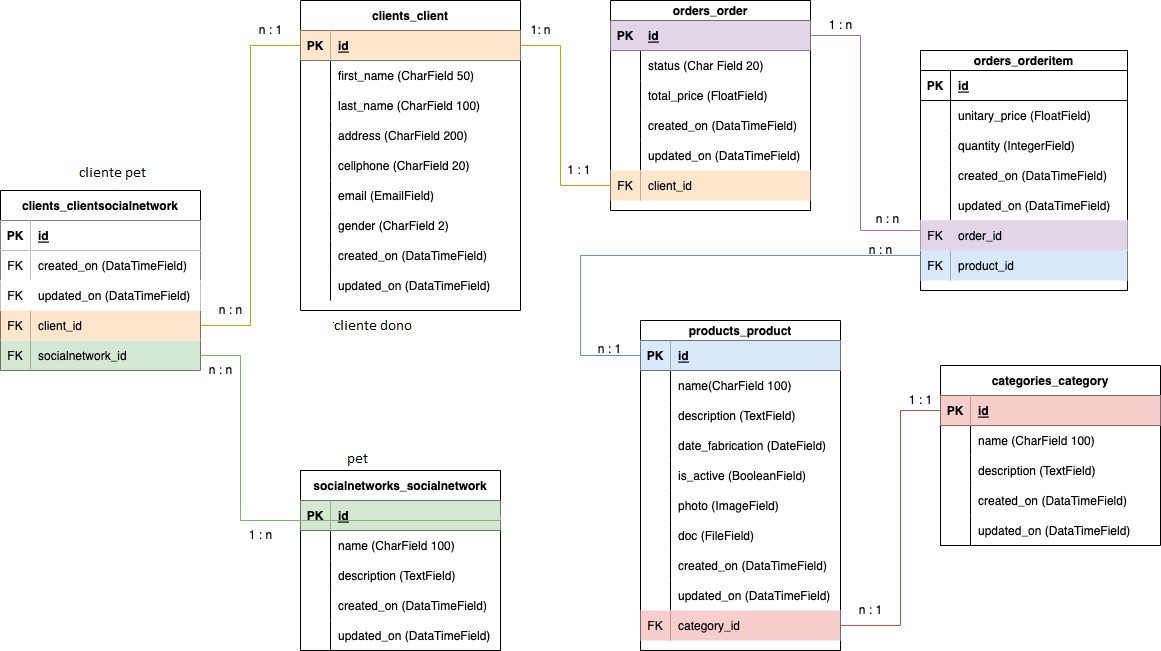 clients_client
PK id
first_name (CharField 50)
last_name (CharField 100)
address (CharField 200)
cellphone (CharField 20)
email (EmailField)
gender (CharField 2)
created_on (DataTimeField)
updated_on (DataTimeField)
cliente dono
n : 1
1: n
orders_order
PK id
status (Char Field 20)
total_price (FloatField)
created_on (DataTimeField)
updated_on (DataTimeField)
FK client_id
1 : 1
1 : n
orders_orderitem
PK id
unitary_price (FloatField)
quantity (IntegerField)
created_on (DataTimeField)
updated_on (DataTimeField)
FK order_id
FK product_id
n : n
n : n
cliente pet
clients_clientsocialnetwork
PK id
FK created_on (DataTimeField)
FK updated_on (DataTimeField)
FK client_id
FK socialnetwork_id
n : n
n : n
pet
socialnetworks_socialnetwork
PK id
name (CharField 100)
description (TextField)
created_on (DataTimeField)
updated_on (DataTimeField)
1 : n
products_product
PK id
name(CharField 100)
description (TextField)
date_fabrication (DateField)
is_active (BooleanField)
photo (ImageField)
doc (FileField)
created_on (DataTimeField)
updated_on (DataTimeField)
FK category_id
n : 1
n : 1
categories_category
PK id
name (CharField 100)
description (TextField)
created_on (DataTimeField)
updated_on (DataTimeField)
1 : 1